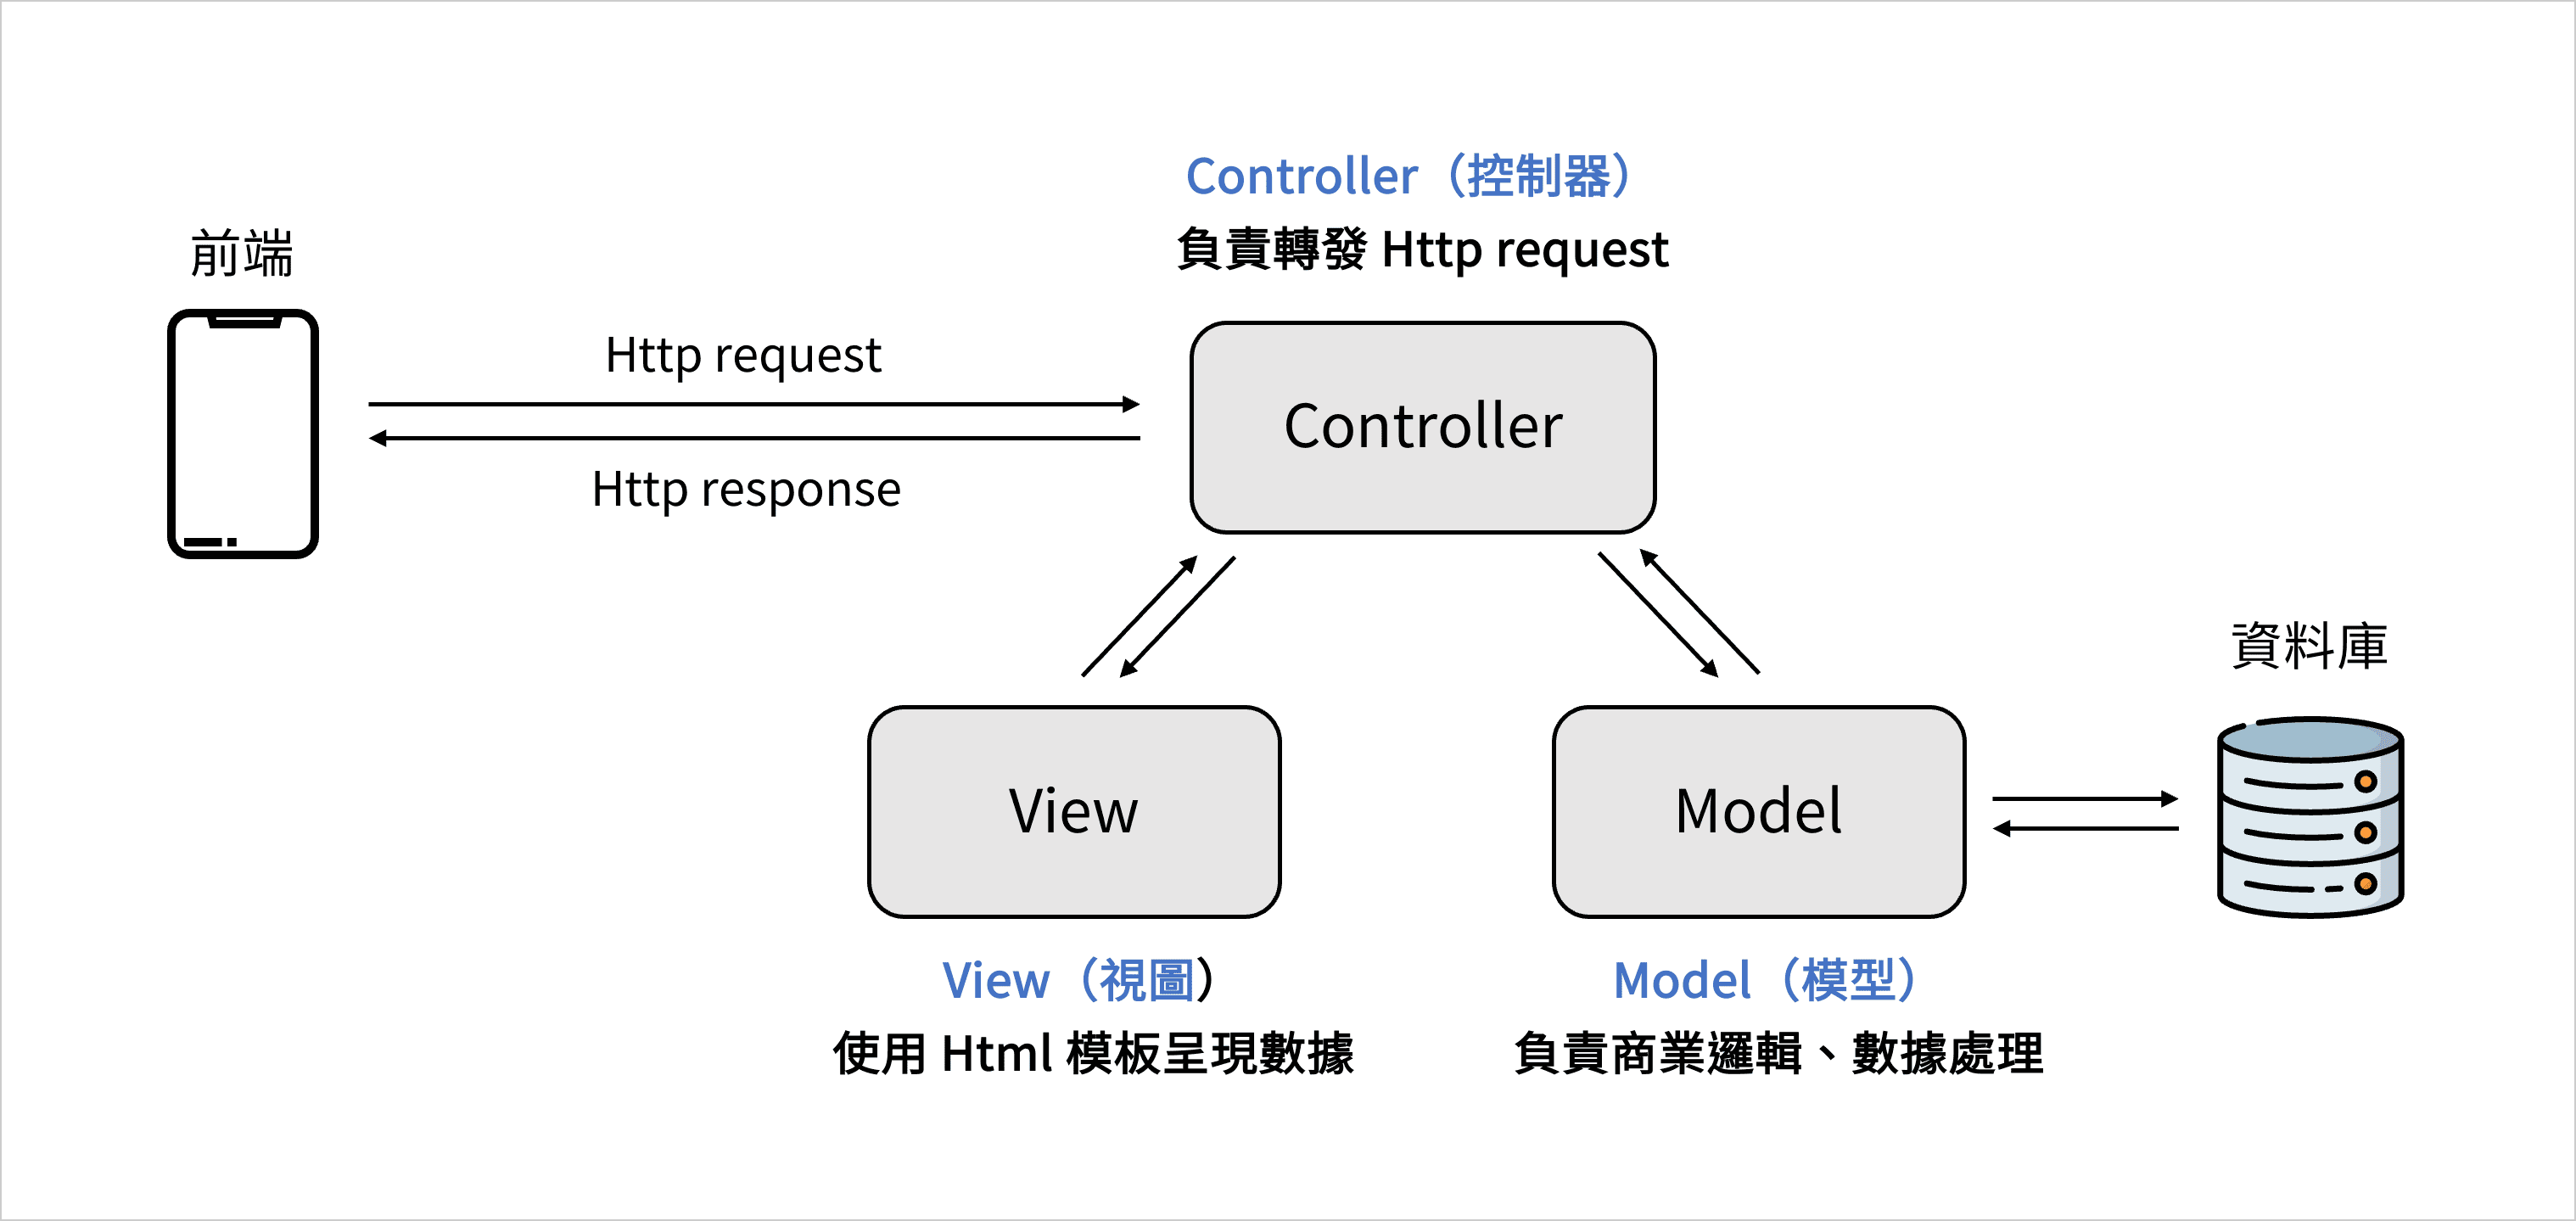 Controller（控制器）
負責轉發 Http request
前端
Http request
Controller
Http response
資料庫
View
Model
View（視圖）
使用 Html 模板呈現數據
Model（模型）
負責商業邏輯、數據處理